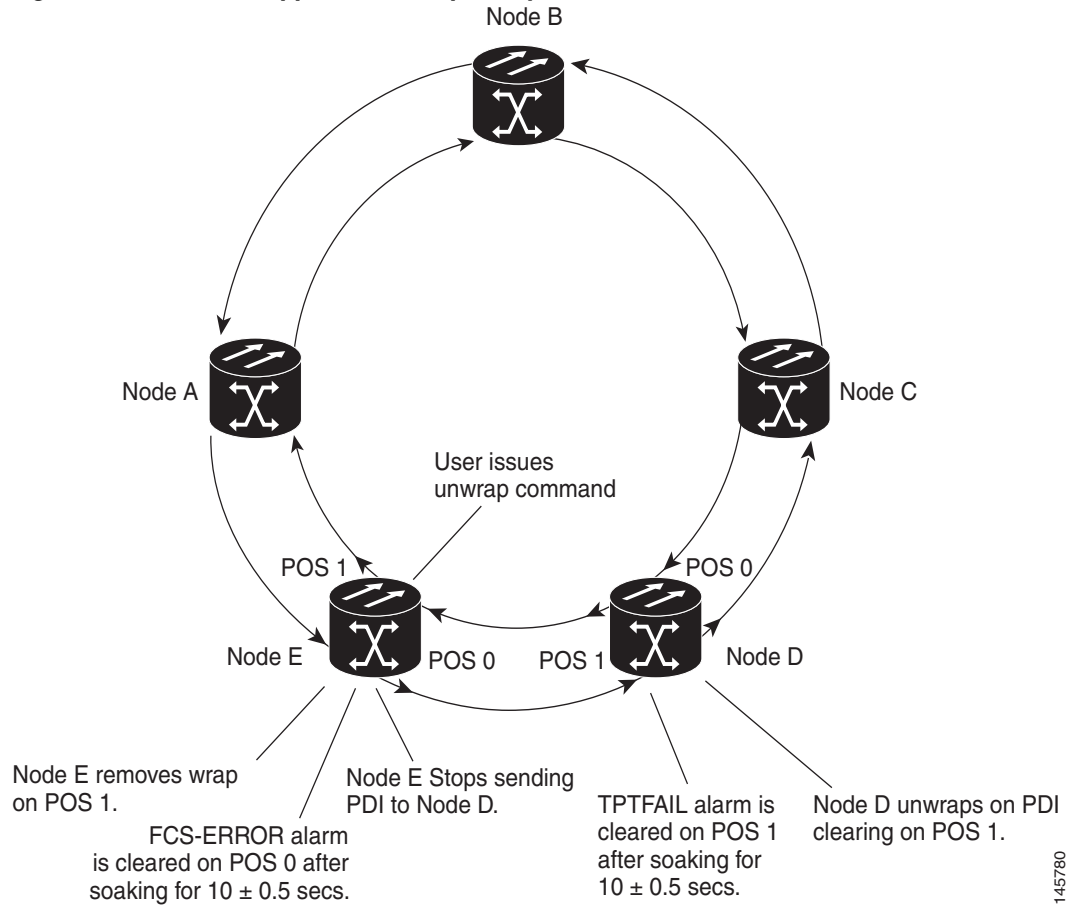 Node B
Node A
Node C
User issues
unwrap command
POS 1
POS 0
Node E
POS 0
POS 1
Node D
Node E removes wrap
on POS 1.
FCS-ERROR alarm
is cleared on POS 0 after
soaking for 10 ± 0.5 secs.
Node E Stops sending
PDI to Node D.
TPTFAIL alarm is
cleared on POS 1
after soaking for
10 ± 0.5 secs.
Node D unwraps on PDI
clearing on POS 1.
145780